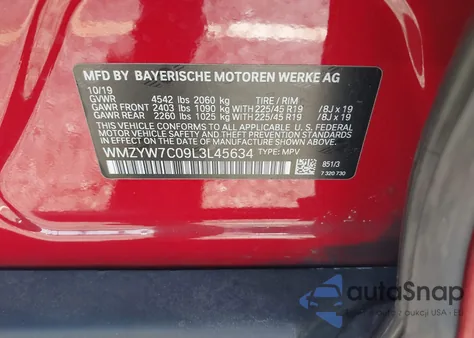 MFD BY BAYERISCHE MOTOREN WERKE AG
10/19
GVWR 4542 lbs 2060 kg TIRE / RIM
GAWR FRONT 2403 lbs 1090 kg WITH 225/45 R19 /8J x 19
GAWR REAR 2260 lbs 1025 kg WITH 225/45 R19 /8J x 19
THIS VEHICLE CONFORMS TO ALL APPLICABLE U.S. FEDERAL
MOTOR VEHICLE SAFETY, BUMPER AND THEFT PREVENTION STANDARDS
IN EFFECT ON THE DATE OF MANUFACTURE SHOWN ABOVE.
WMZYW7C09L3L45634 TYPE: MPV
851/3
7 320 730
autoSnap
a z aukcji USA i E